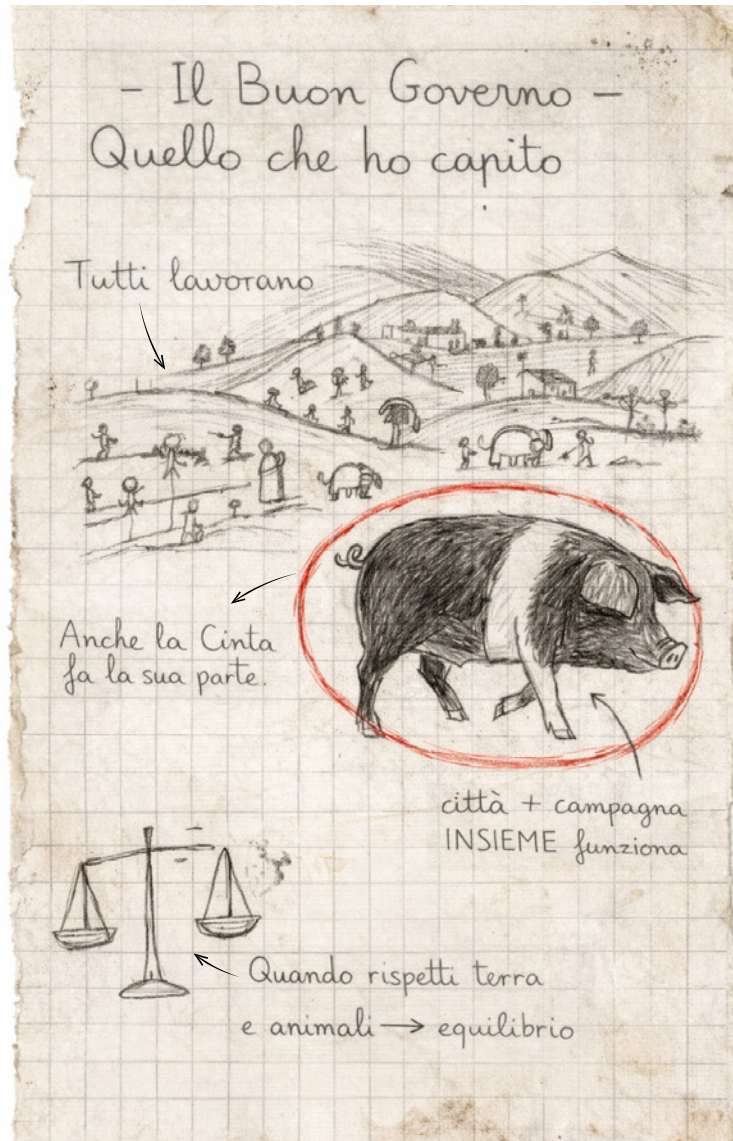 - Il Buon Governo -
Quello che ho capito
Tutti lavorano
Anche la Cinta
fa la sua parte.
città + campagna
INSIEME funziona
Quando rispetti terra
e animali → equilibrio